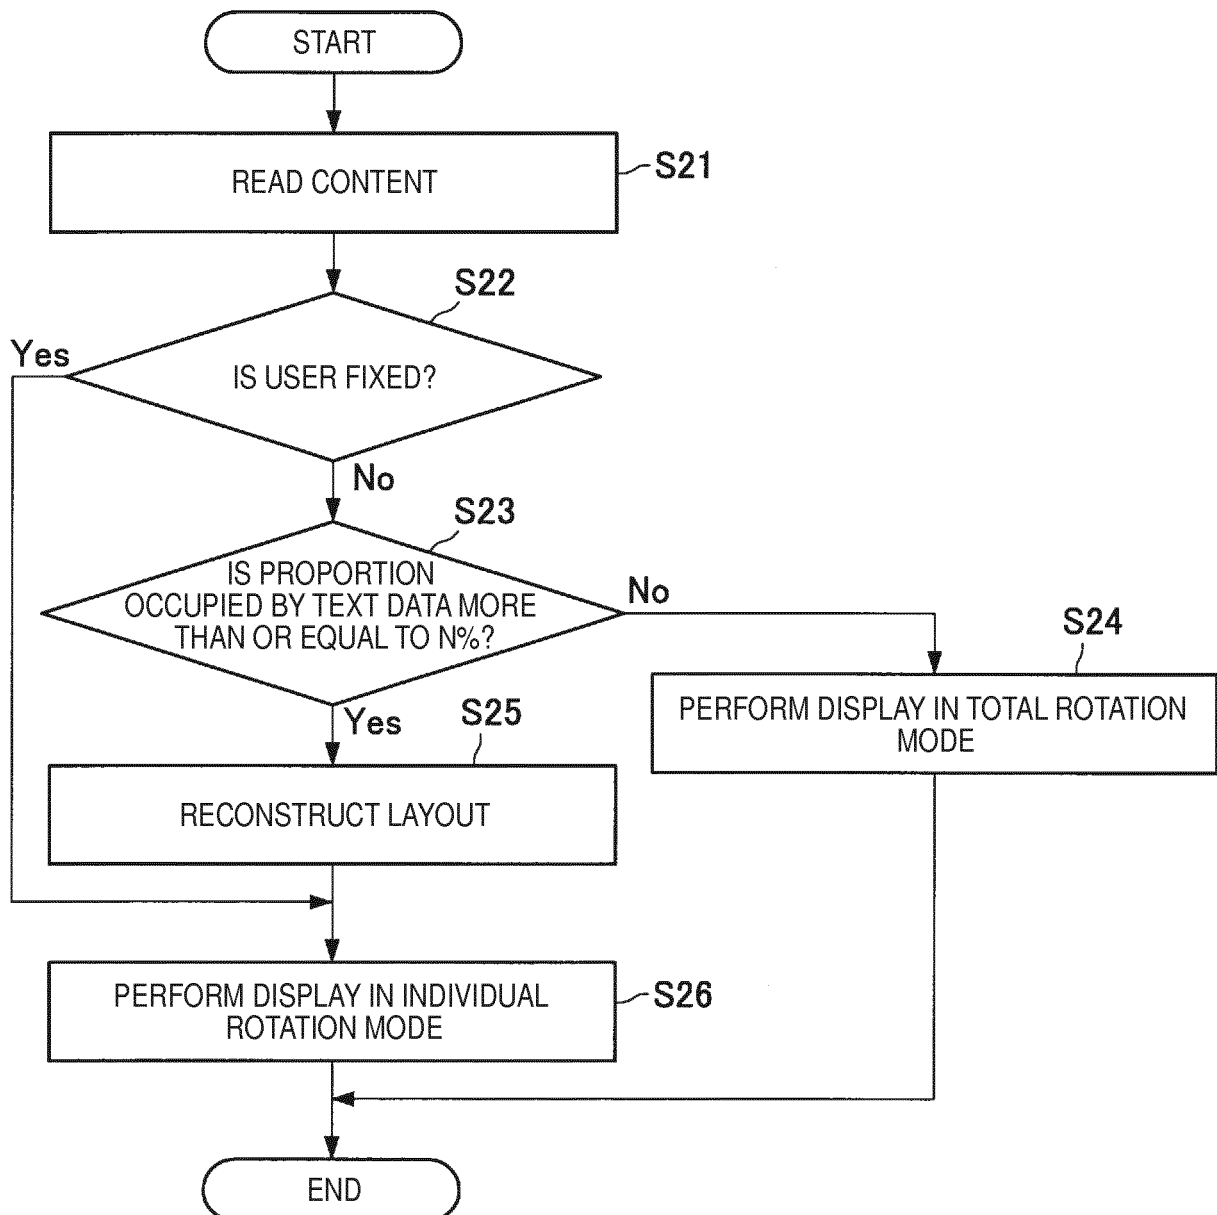 START
READ CONTENT
S21
S22
Yes
IS USER FIXED?
No
S23
IS PROPORTION
OCCUPIED BY TEXT DATA MORE
THAN OR EQUAL TO N%?
No
S24
PERFORM DISPLAY IN TOTAL ROTATION
MODE
Yes
S25
RECONSTRUCT LAYOUT
PERFORM DISPLAY IN INDIVIDUAL
ROTATION MODE
S26
END